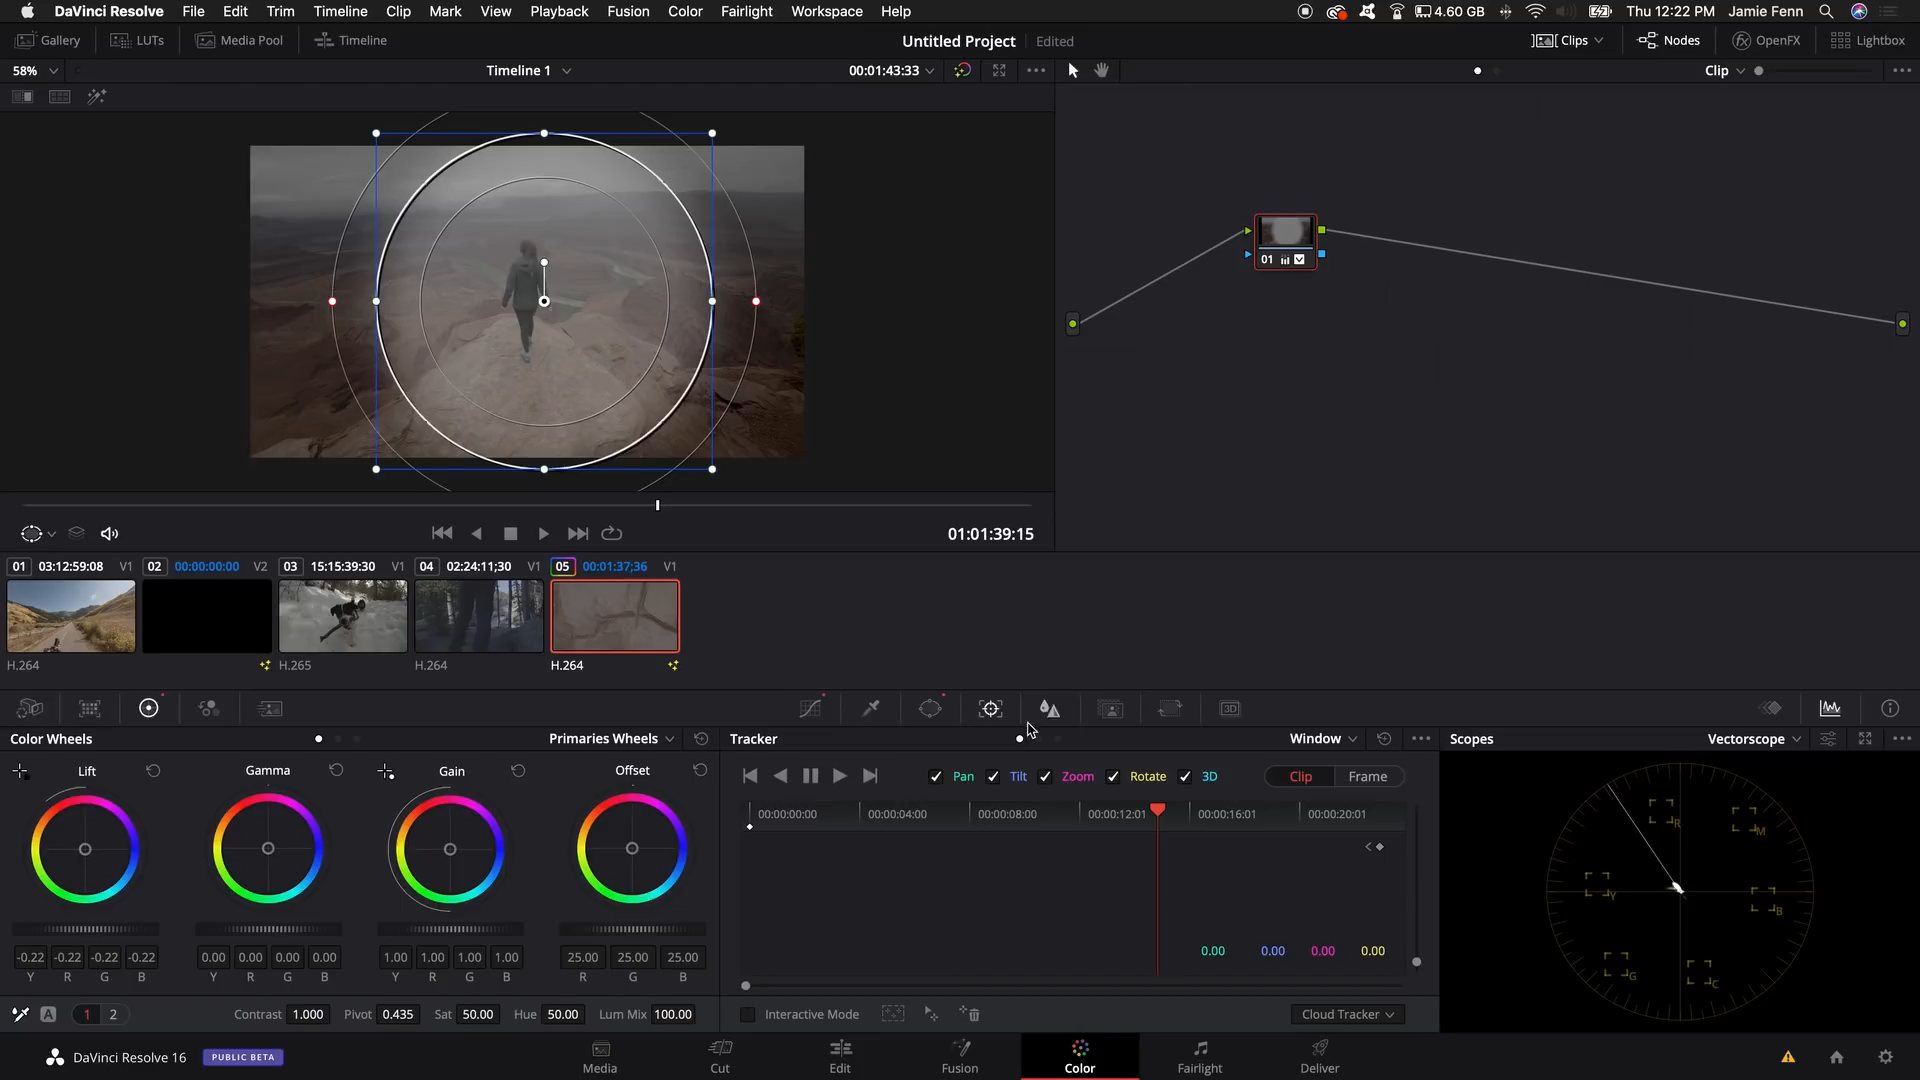 DaVinci Resolve File Edit Trim Timeline Clip Mark View Playback Fusion Color Fairlight Workspace Help 4.60 GB Thu 12:22 PM Jamie Fenn
Gallery LUTs Media Pool Timeline Untitled Project Edited Clips Nodes fx OpenFX Lightbox
58% Timeline 1 00:01:43:33 Clip
01
01:01:39:15
01 03:12:59:08 V1 02 00:00:00:00 V2 03 15:15:39:30 V1 04 02:24:11;30 V1 05 00:01:37;36 V1
H.264 H.265 H.264 H.264
3D
Color Wheels Primaries Wheels Tracker Window Scopes Vectorscope
Lift Gamma Gain Offset
Pan Tilt Zoom Rotate 3D Clip Frame
00:00:00:00 00:00:04:00 00:00:08:00 00:00:12:01 00:00:16:01 00:00:20:01
R M
Y B
G C
0.00 0.00 0.00 0.00
-0.22 -0.22 -0.22 -0.22 0.00 0.00 0.00 0.00 1.00 1.00 1.00 1.00 25.00 25.00 25.00
Y R G B Y R G B Y R G B R G B
A 1 2 Contrast 1.000 Pivot 0.435 Sat 50.00 Hue 50.00 Lum Mix 100.00 Interactive Mode Cloud Tracker
DaVinci Resolve 16 PUBLIC BETA
Media Cut Edit Fusion Color Fairlight Deliver